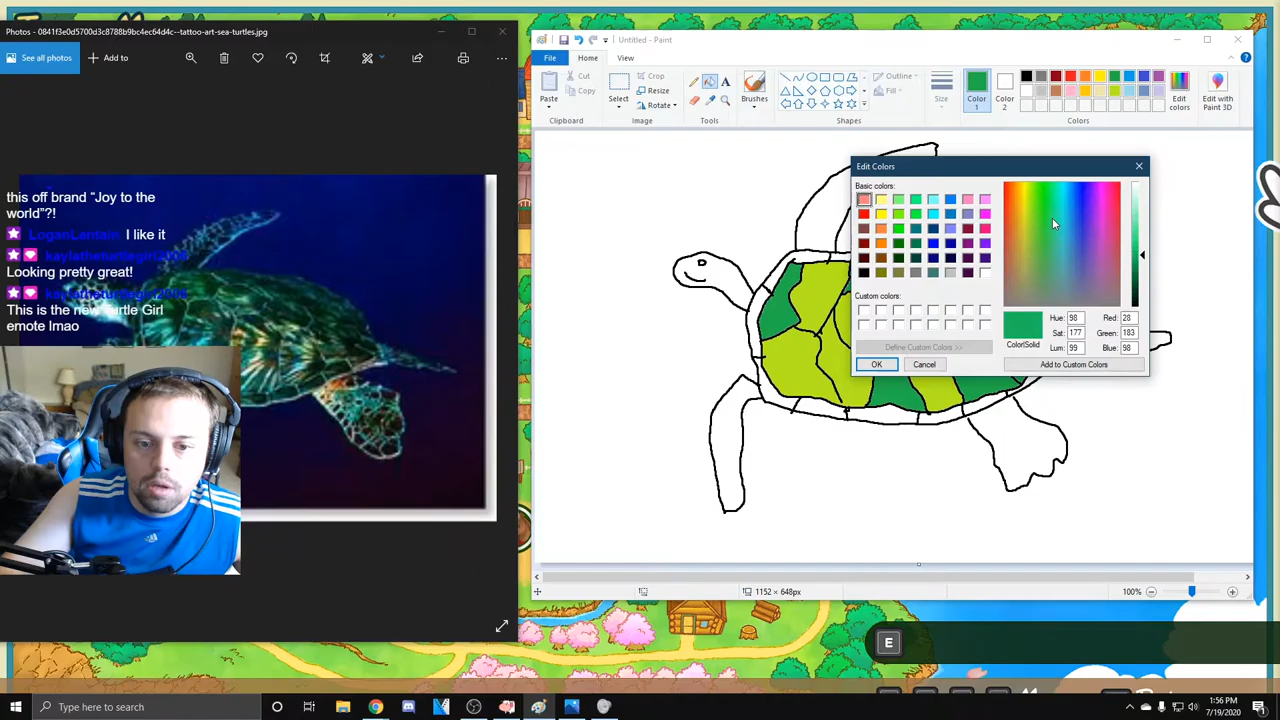 Photos - 0841f3e0d5700d3c8788b9bc4ec64d4c--tattoo-art-sea-turtles.jpg
See all photos
Add to
this off brand "Joy to the
world"?!
LoganLantain I like it
kaylatheturtlegirl2006
Looking pretty great!
kaylatheturtlegirl2006
This is the new Turtle Girl
emote lmao
Untitled - Paint
File
Home
View
Paste
Cut
Copy
Clipboard
Select
Crop
Resize
Rotate
Image
A
Tools
Brushes
Outline
Fill
Shapes
Size
Color
1
Color
2
Colors
Edit
colors
Edit with
Paint 3D
Edit Colors
Basic colors:
Custom colors:
Define Custom Colors >>
OK
Cancel
Color|Solid
Hue: 98
Sat: 177
Lum: 99
Red: 28
Green: 183
Blue: 98
Add to Custom Colors
1152 × 648px
100%
E
Type here to search
1:56 PM
7/19/2020